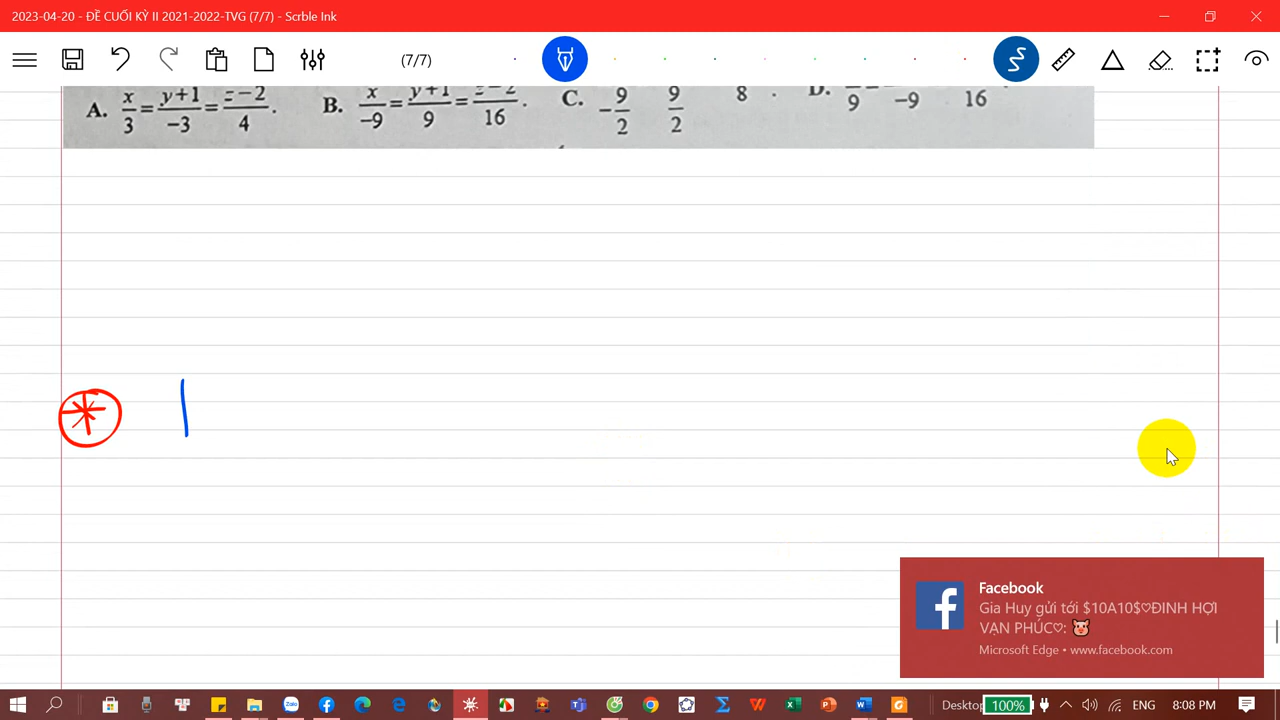 2023-04-20 - ĐỀ CUỐI KỲ II 2021-2022-TVG (7/7) - Scrble Ink
(7/7)
A. x/3 = y+1/-3 = z-2/4. B. x/-9 = y+1/9 = z-2/16. C. -9/2 9/2 8 . D. 9 -9 16
Facebook
Gia Huy gửi tới $10A10$♡ĐINH HỢI
VẠN PHÚC♡: 🐷
Microsoft Edge • www.facebook.com
Desktop 100% ENG 8:08 PM